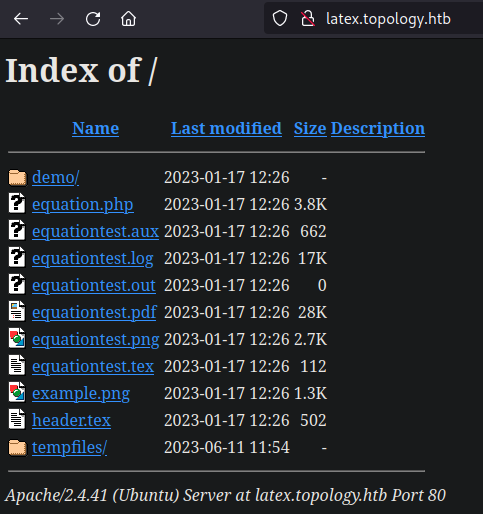 latex.topology.htb
Index of /
Name Last modified Size Description
demo/ 2023-01-17 12:26 -
equation.php 2023-01-17 12:26 3.8K
equationtest.aux 2023-01-17 12:26 662
equationtest.log 2023-01-17 12:26 17K
equationtest.out 2023-01-17 12:26 0
equationtest.pdf 2023-01-17 12:26 28K
equationtest.png 2023-01-17 12:26 2.7K
equationtest.tex 2023-01-17 12:26 112
example.png 2023-01-17 12:26 1.3K
header.tex 2023-01-17 12:26 502
tempfiles/ 2023-06-11 11:54 -
Apache/2.4.41 (Ubuntu) Server at latex.topology.htb Port 80